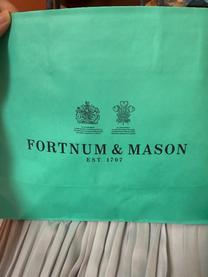 FORTNUM & MASON
EST. 1707